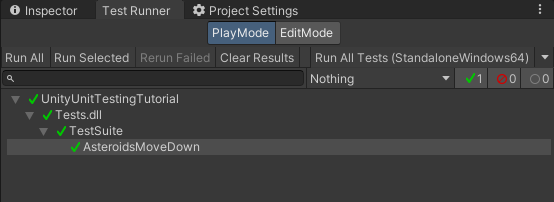 Inspector Test Runner Project Settings
PlayMode EditMode
Run All Run Selected Rerun Failed Clear Results Run All Tests (StandaloneWindows64)
Nothing 1 0 0
UnityUnitTestingTutorial
Tests.dll
TestSuite
AsteroidsMoveDown